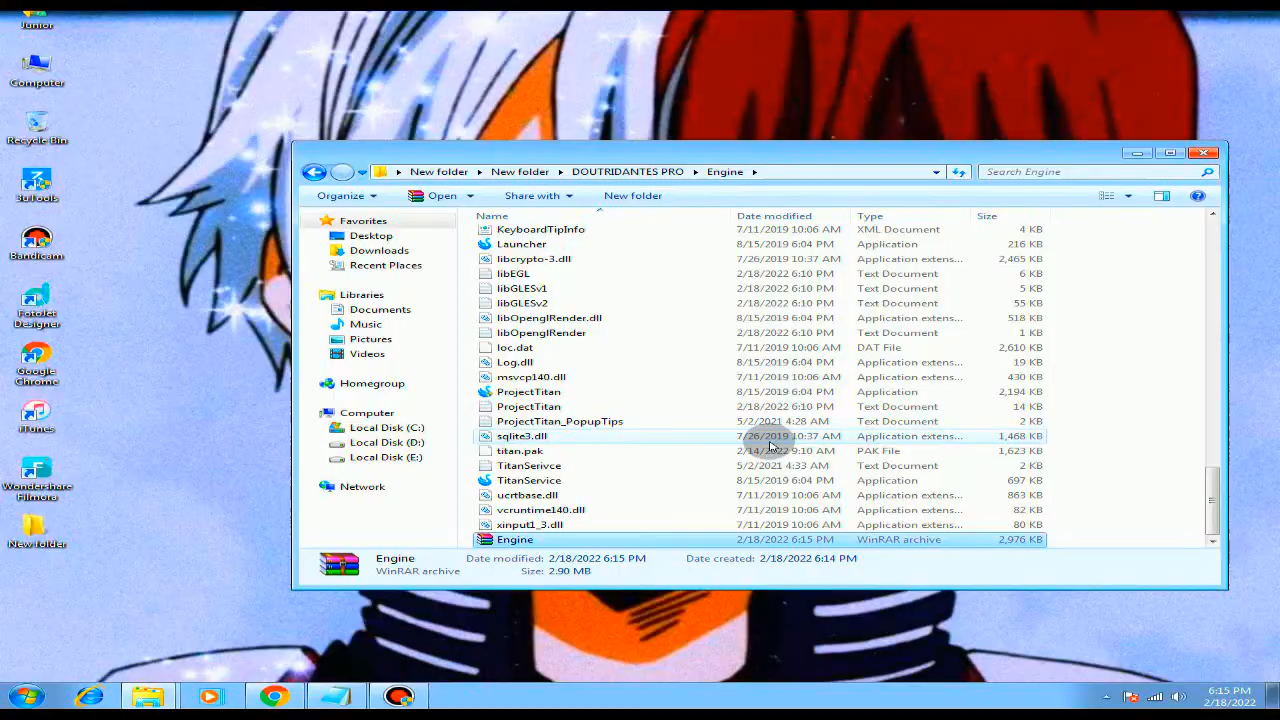 Junior
Computer
Recycle Bin
3uTools
Bandicam
FotoJet
Designer
Google
Chrome
iTunes
Wondershare
Filmora
New folder
New folder
New folder
DOUTRIDANTES PRO
Engine
Search Engine
Organize
Open
Share with
New folder
Favorites
Desktop
Downloads
Recent Places
Libraries
Documents
Music
Pictures
Videos
Homegroup
Computer
Local Disk (C:)
Local Disk (D:)
Local Disk (E:)
Network
Name Date modified Type Size
KeyboardTipInfo 7/11/2019 10:06 AM XML Document 4 KB
Launcher 8/15/2019 6:04 PM Application 216 KB
libcrypto-3.dll 7/26/2019 10:37 AM Application extens... 2,465 KB
libEGL 2/18/2022 6:10 PM Text Document 6 KB
libGLESv1 2/18/2022 6:10 PM Text Document 5 KB
libGLESv2 2/18/2022 6:10 PM Text Document 55 KB
libOpenglRender.dll 8/15/2019 6:04 PM Application extens... 518 KB
libOpenglRender 2/18/2022 6:10 PM Text Document 1 KB
loc.dat 7/11/2019 10:06 AM DAT File 2,610 KB
Log.dll 8/15/2019 6:04 PM Application extens... 19 KB
msvcp140.dll 7/11/2019 10:06 AM Application extens... 430 KB
ProjectTitan 8/15/2019 6:04 PM Application 2,194 KB
ProjectTitan 2/18/2022 6:10 PM Text Document 14 KB
ProjectTitan_PopupTips 5/2/2021 4:28 AM Text Document 2 KB
sqlite3.dll 7/26/2019 10:37 AM Application extens... 1,468 KB
titan.pak 2/14/2022 9:10 AM PAK File 1,623 KB
TitanSerivce 5/2/2021 4:33 AM Text Document 2 KB
TitanService 8/15/2019 6:04 PM Application 697 KB
ucrtbase.dll 7/11/2019 10:06 AM Application extens... 863 KB
vcruntime140.dll 7/11/2019 10:06 AM Application extens... 82 KB
xinput1_3.dll 7/11/2019 10:06 AM Application extens... 80 KB
Engine 2/18/2022 6:15 PM WinRAR archive 2,976 KB
Engine Date modified: 2/18/2022 6:15 PM Date created: 2/18/2022 6:14 PM
WinRAR archive Size: 2.90 MB
6:15 PM
2/18/2022